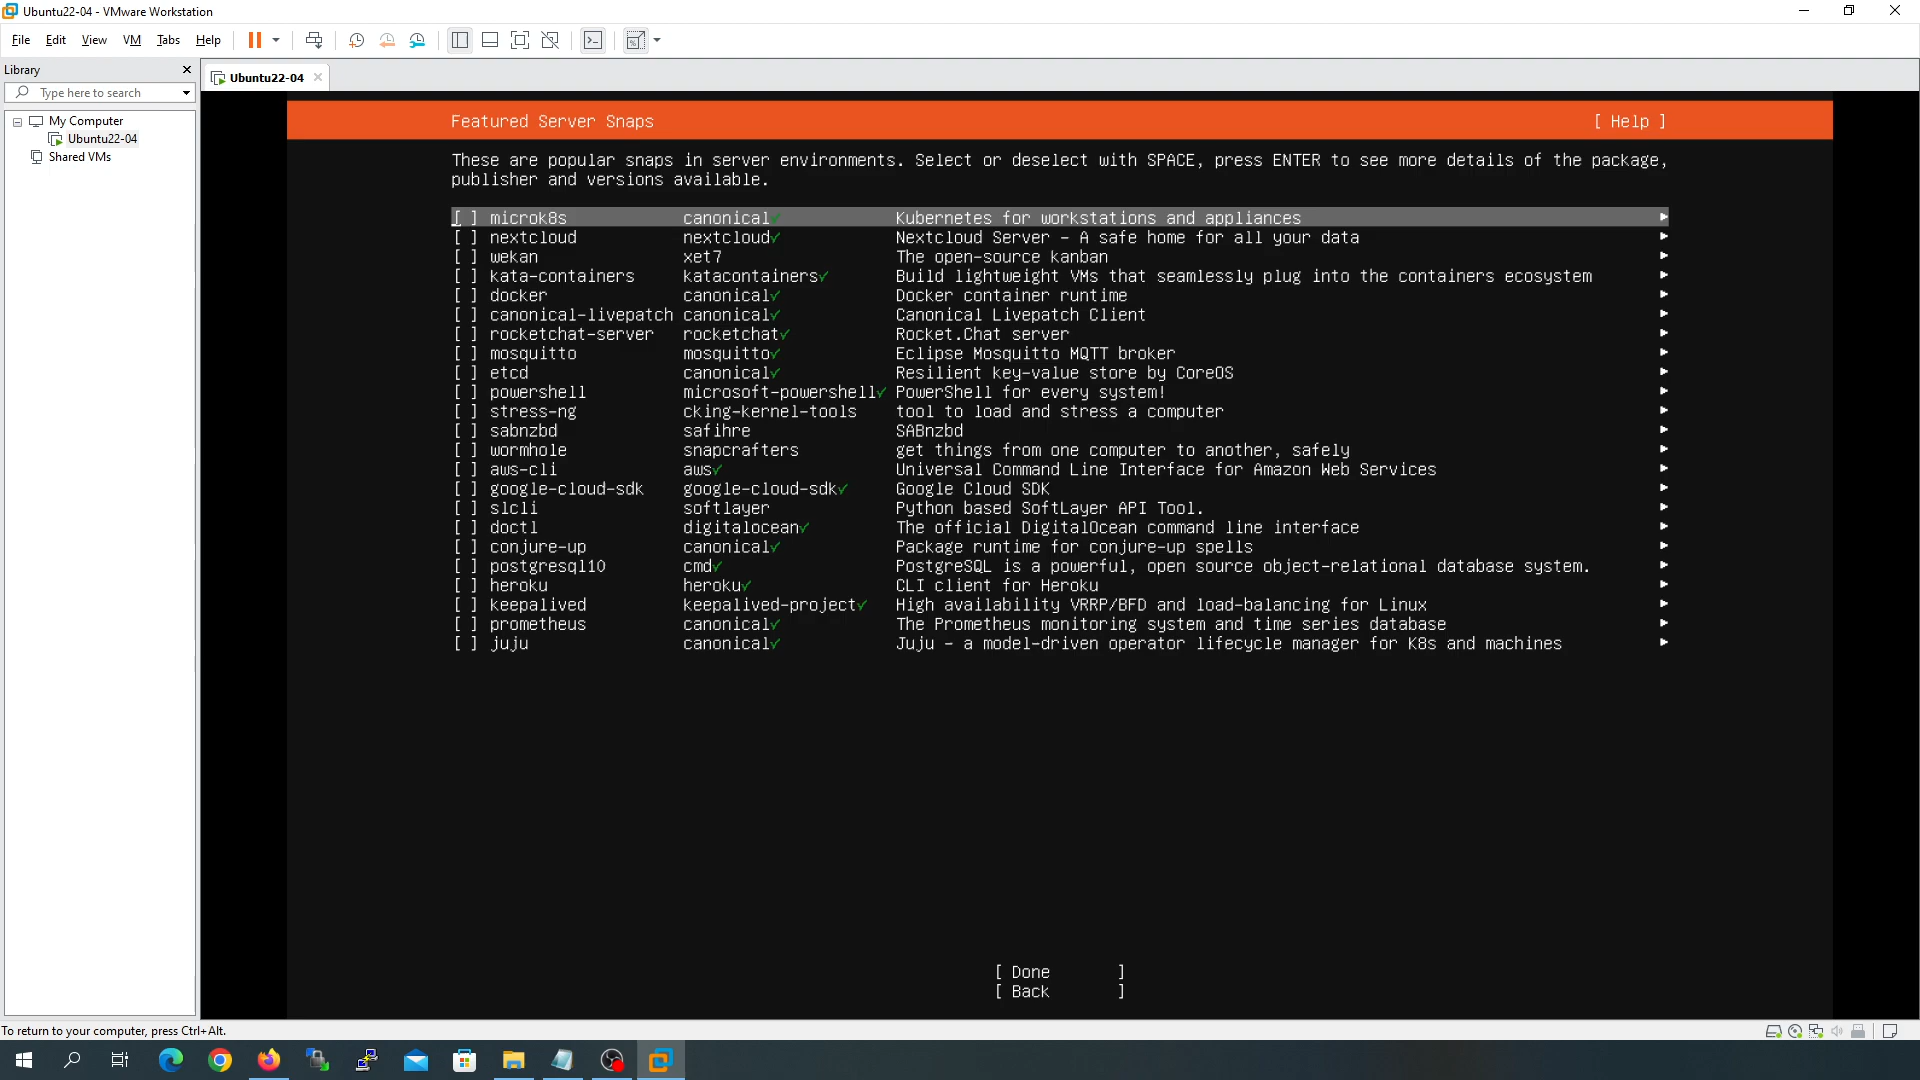 Ubuntu22-04 - VMware Workstation
File Edit View VM Tabs Help
Library
Type here to search
My Computer
Ubuntu22-04
Shared VMs
Ubuntu22-04
Featured Server Snaps [ Help ]
These are popular snaps in server environments. Select or deselect with SPACE, press ENTER to see more details of the package,
publisher and versions available.
[ ] microk8s canonical✓ Kubernetes for workstations and appliances ►
[ ] nextcloud nextcloud✓ Nextcloud Server - A safe home for all your data ►
[ ] wekan xet7 The open-source kanban ►
[ ] kata-containers katacontainers✓ Build lightweight VMs that seamlessly plug into the containers ecosystem ►
[ ] docker canonical✓ Docker container runtime ►
[ ] canonical-livepatch canonical✓ Canonical Livepatch Client ►
[ ] rocketchat-server rocketchat✓ Rocket.Chat server ►
[ ] mosquitto mosquitto✓ Eclipse Mosquitto MQTT broker ►
[ ] etcd canonical✓ Resilient key-value store by CoreOS ►
[ ] powershell microsoft-powershell✓ PowerShell for every system! ►
[ ] stress-ng cking-kernel-tools tool to load and stress a computer ►
[ ] sabnzbd safihre SABnzbd ►
[ ] wormhole snapcrafters get things from one computer to another, safely ►
[ ] aws-cli aws✓ Universal Command Line Interface for Amazon Web Services ►
[ ] google-cloud-sdk google-cloud-sdk✓ Google Cloud SDK ►
[ ] slcli softlayer Python based SoftLayer API Tool. ►
[ ] doctl digitalocean✓ The official DigitalOcean command line interface ►
[ ] conjure-up canonical✓ Package runtime for conjure-up spells ►
[ ] postgresql10 cmd✓ PostgreSQL is a powerful, open source object-relational database system. ►
[ ] heroku heroku✓ CLI client for Heroku ►
[ ] keepalived keepalived-project✓ High availability VRRP/BFD and load-balancing for Linux ►
[ ] prometheus canonical✓ The Prometheus monitoring system and time series database ►
[ ] juju canonical✓ Juju - a model-driven operator lifecycle manager for K8s and machines ►
[ Done ]
[ Back ]
To return to your computer, press Ctrl+Alt.